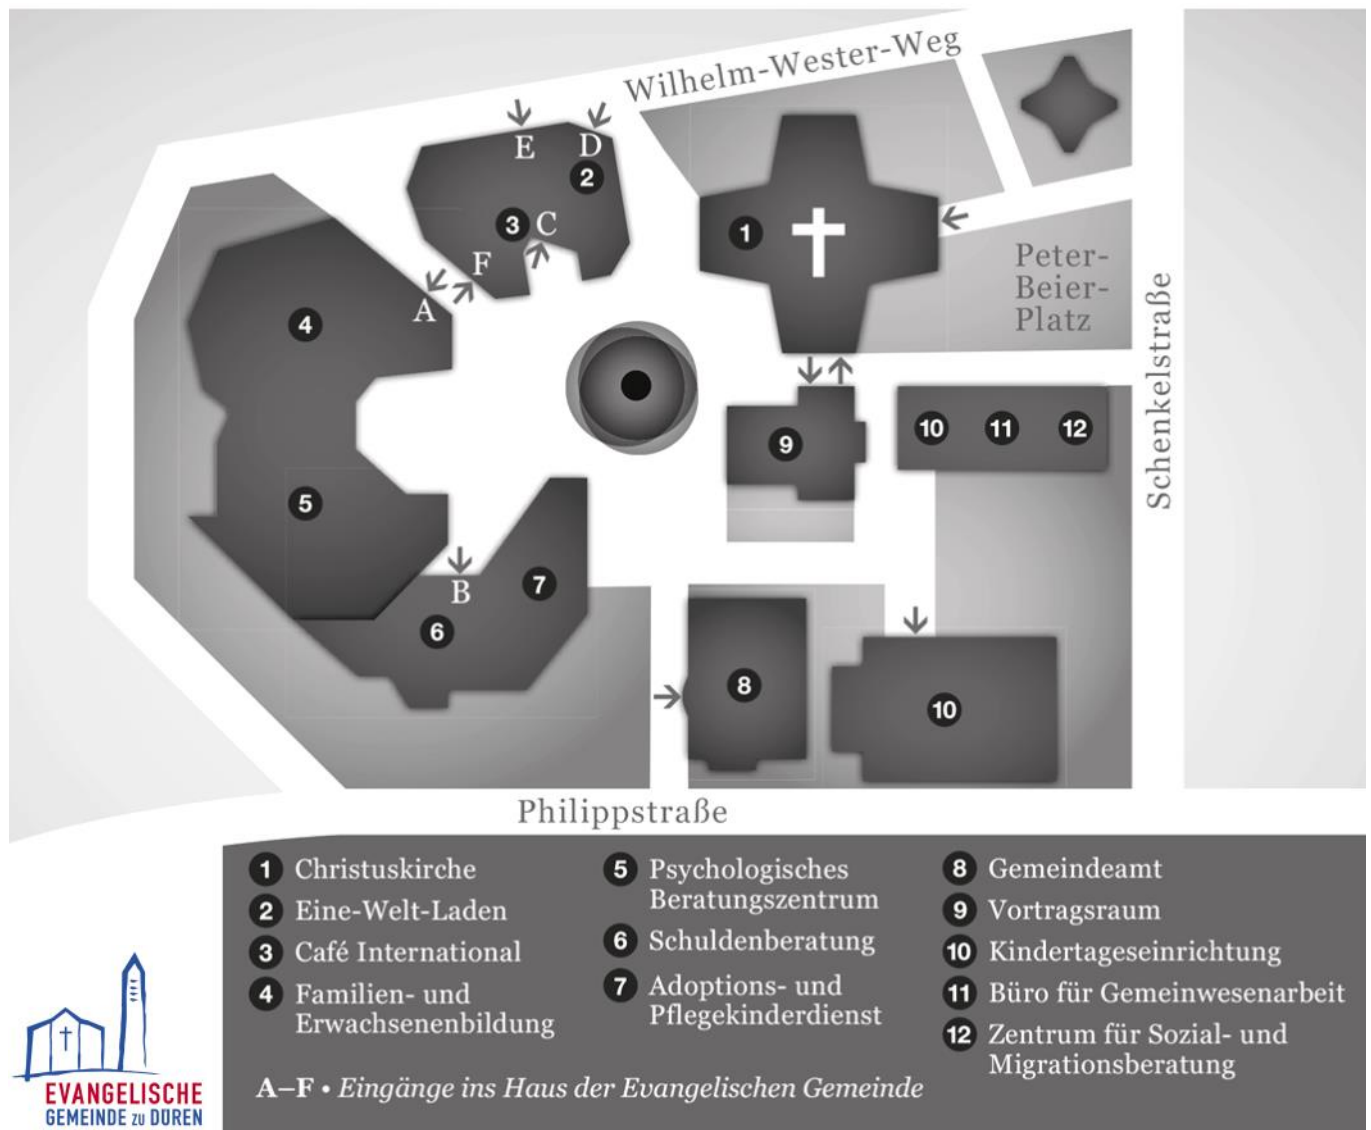 Wilhelm-Wester-Weg
E
D
2
3
C
1
F
A
Peter-
Beier-
Platz
4
Schenkelstraße
9
10
11
12
5
B
7
6
8
10
Philippstraße
1 Christuskirche
2 Eine-Welt-Laden
3 Café International
4 Familien- und
Erwachsenenbildung
5 Psychologisches
Beratungszentrum
6 Schuldenberatung
7 Adoptions- und
Pflegekinderdienst
8 Gemeindeamt
9 Vortragsraum
10 Kindertageseinrichtung
11 Büro für Gemeinwesenarbeit
12 Zentrum für Sozial- und
Migrationsberatung
A–F • Eingänge ins Haus der Evangelischen Gemeinde
EVANGELISCHE
GEMEINDE ZU DÜREN